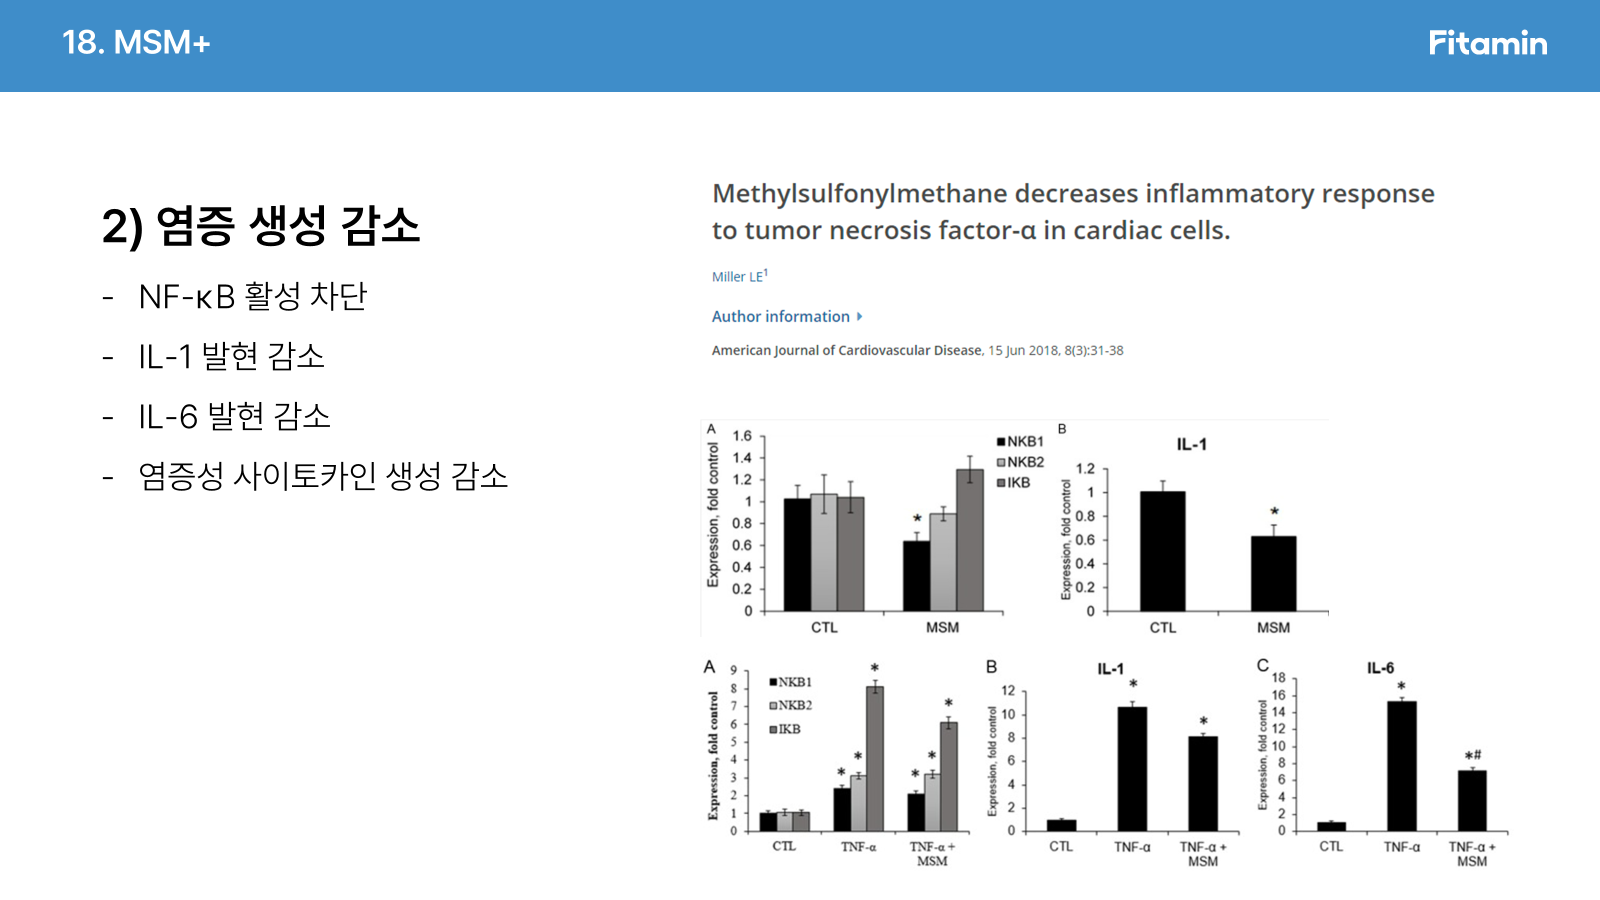 18. MSM+
Fitamin
2) 염증 생성 감소
- NF-κB 활성 차단
- IL-1 발현 감소
- IL-6 발현 감소
- 염증성 사이토카인 생성 감소
Methylsulfonylmethane decreases inflammatory response
to tumor necrosis factor-α in cardiac cells.
Miller LE1
Author information
American Journal of Cardiovascular Disease, 15 Jun 2018, 8(3):31-38
A
Expression, fold control
1.6
1.4
1.2
1
0.8
0.6
0.4
0.2
0
*
NKB1
NKB2
IKB
CTL
MSM
B
IL-1
Expression, fold control
1.2
1
0.8
0.6
0.4
0.2
0
*
CTL
MSM
A
Expression, fold control
9
8
7
6
5
4
3
2
1
0
NKB1
NKB2
IKB
* * *
* * *
CTL
TNF-α
TNF-α +
MSM
B
IL-1
Expression, fold control
12
10
8
6
4
2
0
*
*
CTL
TNF-α
TNF-α +
MSM
C
IL-6
Expression, fold control
18
16
14
12
10
8
6
4
2
0
*
*#
CTL
TNF-α
TNF-α +
MSM